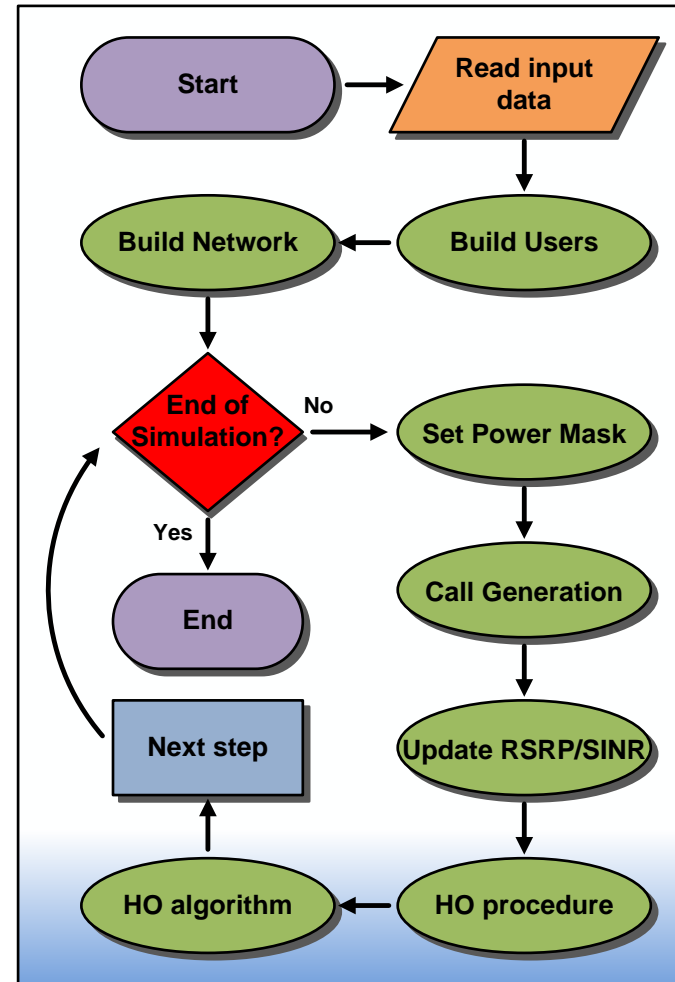 Start
Read input
data
Build Network
Build Users
End of
Simulation?
No
Set Power Mask
Yes
Call Generation
End
Next step
Update RSRP/SINR
HO algorithm
HO procedure